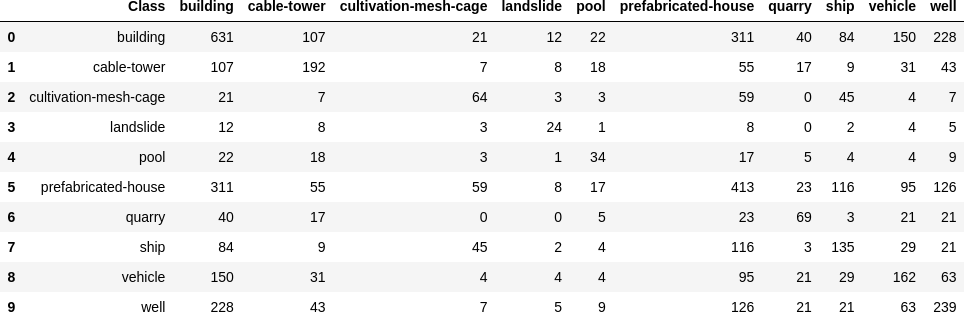 Class building cable-tower cultivation-mesh-cage landslide pool prefabricated-house quarry ship vehicle well
0 building 631 107 21 12 22 311 40 84 150 228
1 cable-tower 107 192 7 8 18 55 17 9 31 43
2 cultivation-mesh-cage 21 7 64 3 3 59 0 45 4 7
3 landslide 12 8 3 24 1 8 0 2 4 5
4 pool 22 18 3 1 34 17 5 4 4 9
5 prefabricated-house 311 55 59 8 17 413 23 116 95 126
6 quarry 40 17 0 0 5 23 69 3 21 21
7 ship 84 9 45 2 4 116 3 135 29 21
8 vehicle 150 31 4 4 4 95 21 29 162 63
9 well 228 43 7 5 9 126 21 21 63 239